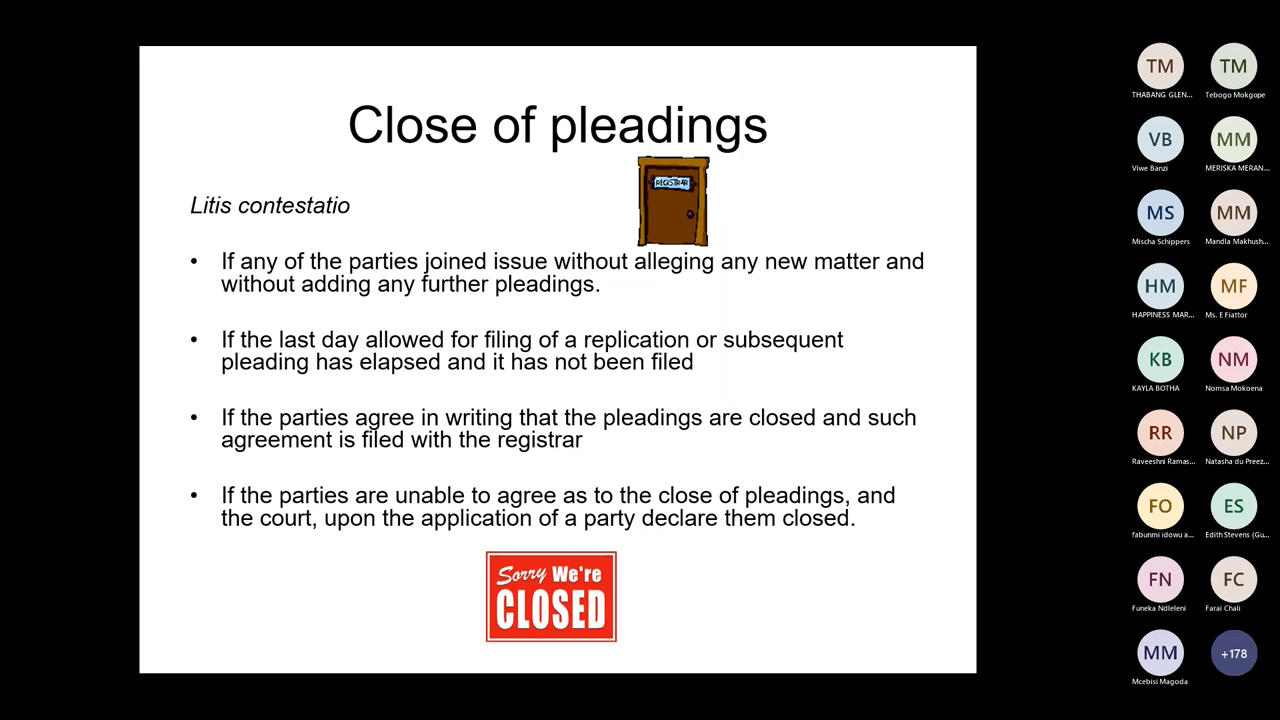 Close of pleadings
REGISTRAR
Litis contestatio
• If any of the parties joined issue without alleging any new matter and
without adding any further pleadings.
• If the last day allowed for filing of a replication or subsequent
pleading has elapsed and it has not been filed
• If the parties agree in writing that the pleadings are closed and such
agreement is filed with the registrar
• If the parties are unable to agree as to the close of pleadings, and
the court, upon the application of a party declare them closed.
Sorry We're
CLOSED
TM TM
THABANG GLEN... Tebogo Mokgope
VB MM
Viwe Banzi MERISKA MERAN...
MS MM
Mischa Schippers Mandla Makhush...
HM MF
HAPPINESS MAR... Ms. E Fiattor
KB NM
KAYLA BOTHA Nomsa Mokoena
RR NP
Raveeshni Ramas... Natasha du Preez...
FO ES
fabunmi idowu a... Edith Stevens (Gu...
FN FC
Funeka Ndleleni Farai Chali
MM +178
Mcebisi Magoda